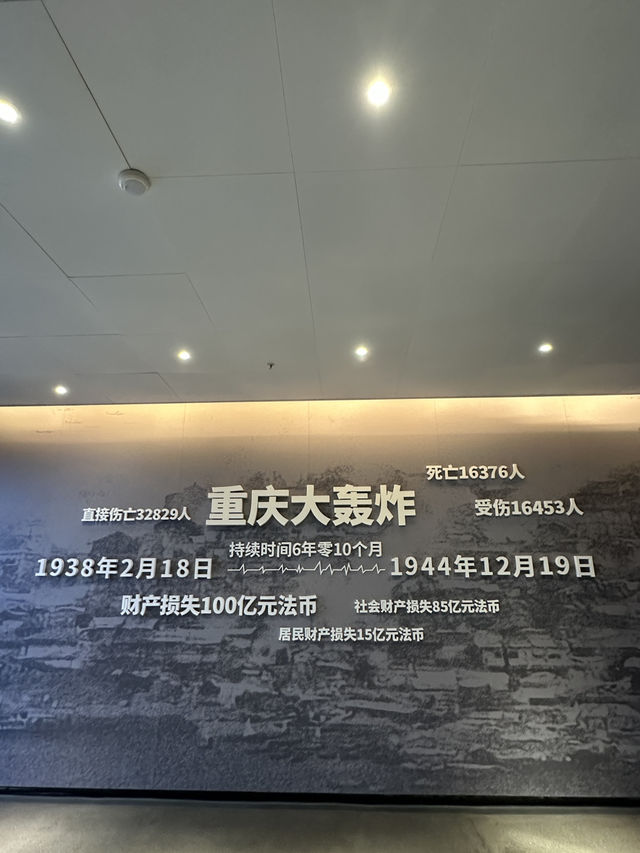 死亡16376人
直接伤亡32829人
重庆大轰炸
受伤16453人
持续时间6年零10个月
1938年2月18日
1944年12月19日
财产损失100亿元法币
社会财产损失85亿元法币
居民财产损失15亿元法币